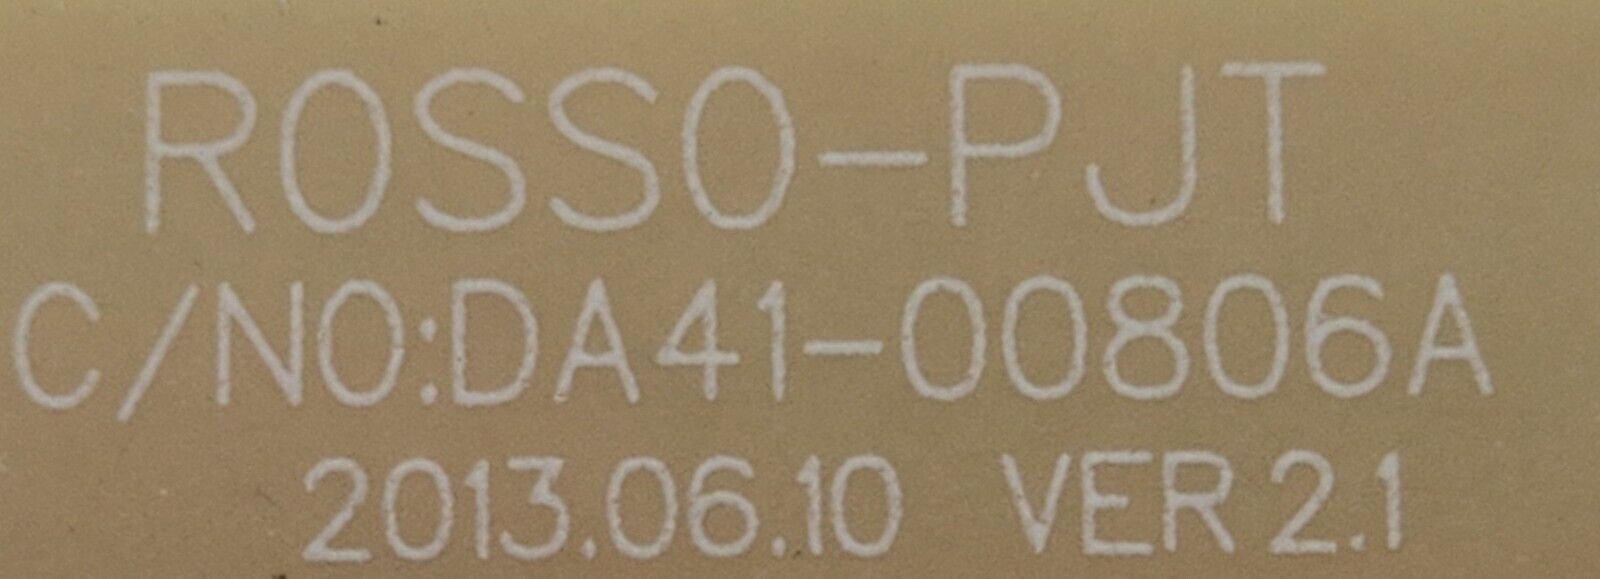 ROSSO-PJT
C/NO:DA41-00806A
2013.06.10 VER 2.1